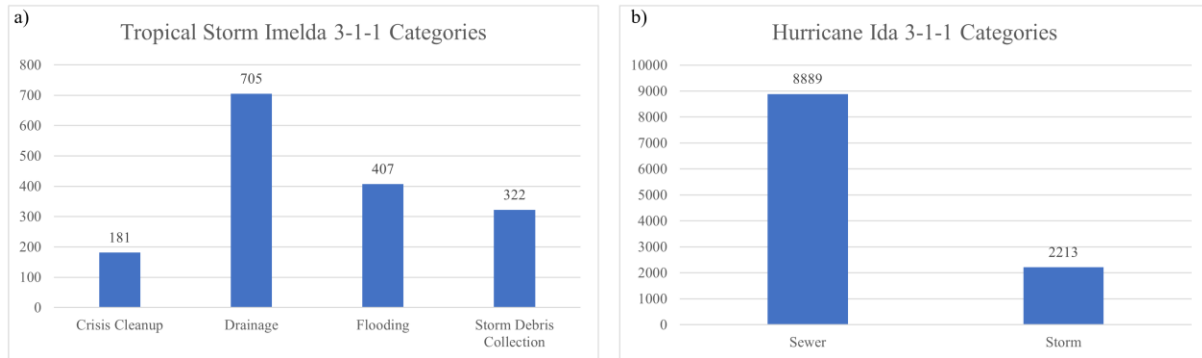 a)
Tropical Storm Imelda 3-1-1 Categories
800
700
600
500
400
300
200
100
0
181
705
407
322
Crisis Cleanup
Drainage
Flooding
Storm Debris
Collection
b)
Hurricane Ida 3-1-1 Categories
10000
9000
8000
7000
6000
5000
4000
3000
2000
1000
0
8889
2213
Sewer
Storm